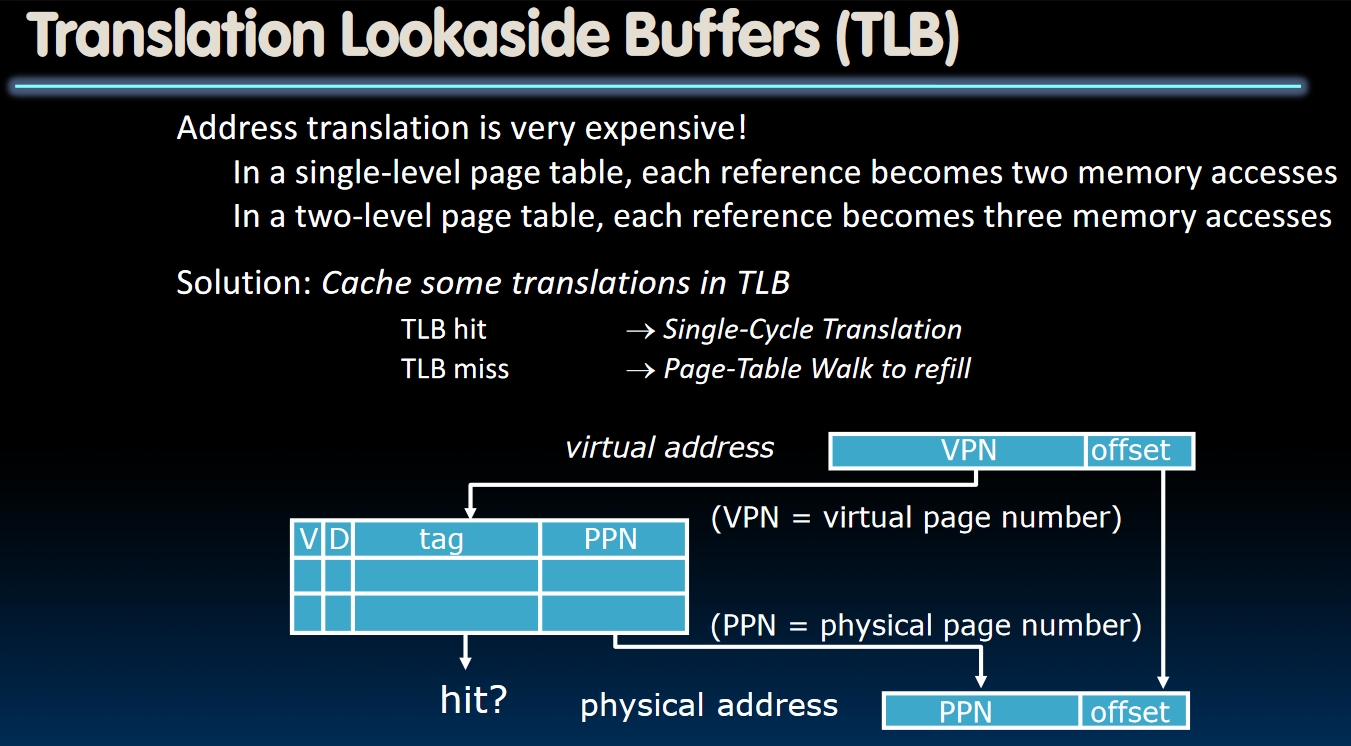 Translation Lookaside Buffers (TLB)
Address translation is very expensive!
In a single-level page table, each reference becomes two memory accesses
In a two-level page table, each reference becomes three memory accesses
Solution: Cache some translations in TLB
TLB hit → Single-Cycle Translation
TLB miss → Page-Table Walk to refill
virtual address VPN offset
(VPN = virtual page number)
V D tag PPN
(PPN = physical page number)
hit? physical address PPN offset